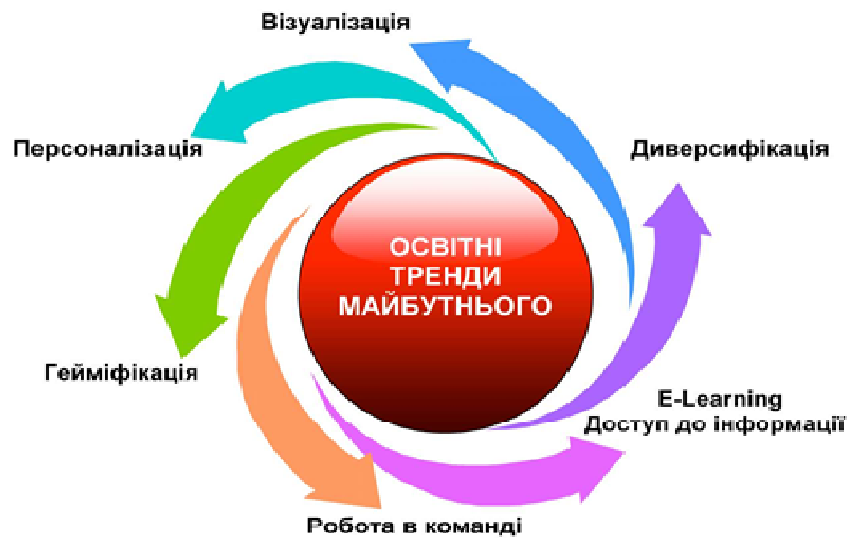 Візуалізація
Персоналізація
Диверсифікація
ОСВІТНІ
ТРЕНДИ
МАЙБУТНЬОГО
Гейміфікація
E-Learning
Доступ до інформації
Робота в команді